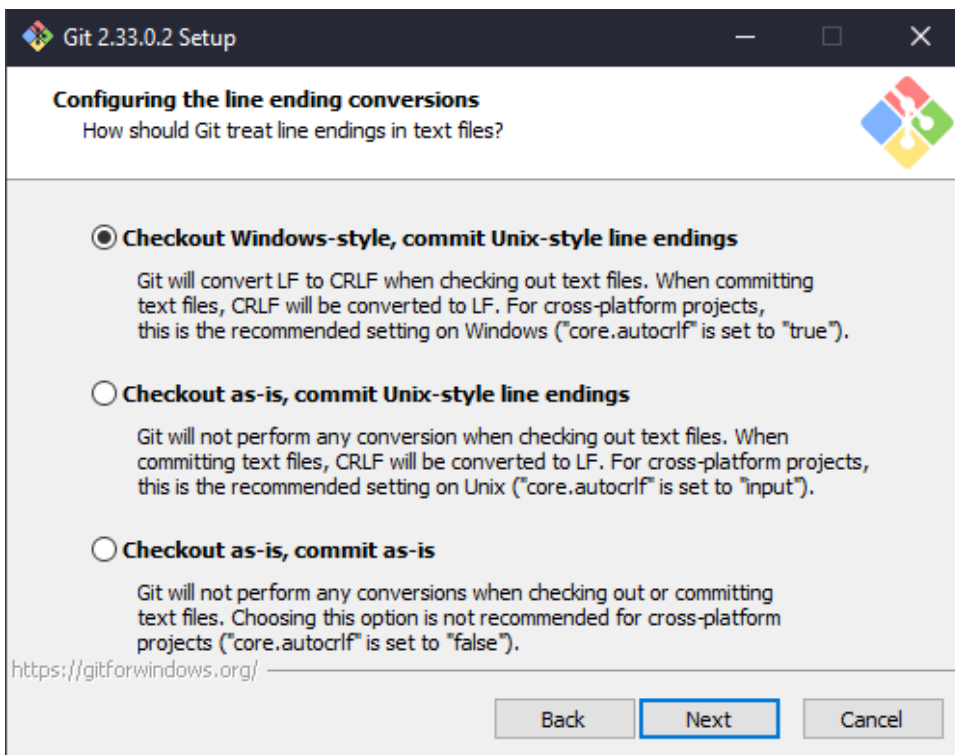 Git 2.33.0.2 Setup
Configuring the line ending conversions
How should Git treat line endings in text files?
Checkout Windows-style, commit Unix-style line endings
Git will convert LF to CRLF when checking out text files. When committing
text files, CRLF will be converted to LF. For cross-platform projects,
this is the recommended setting on Windows ("core.autocrlf" is set to "true").
Checkout as-is, commit Unix-style line endings
Git will not perform any conversion when checking out text files. When
committing text files, CRLF will be converted to LF. For cross-platform projects,
this is the recommended setting on Unix ("core.autocrlf" is set to "input").
Checkout as-is, commit as-is
Git will not perform any conversions when checking out or committing
text files. Choosing this option is not recommended for cross-platform
projects ("core.autocrlf" is set to "false").
https://gitforwindows.org/
Back Next Cancel